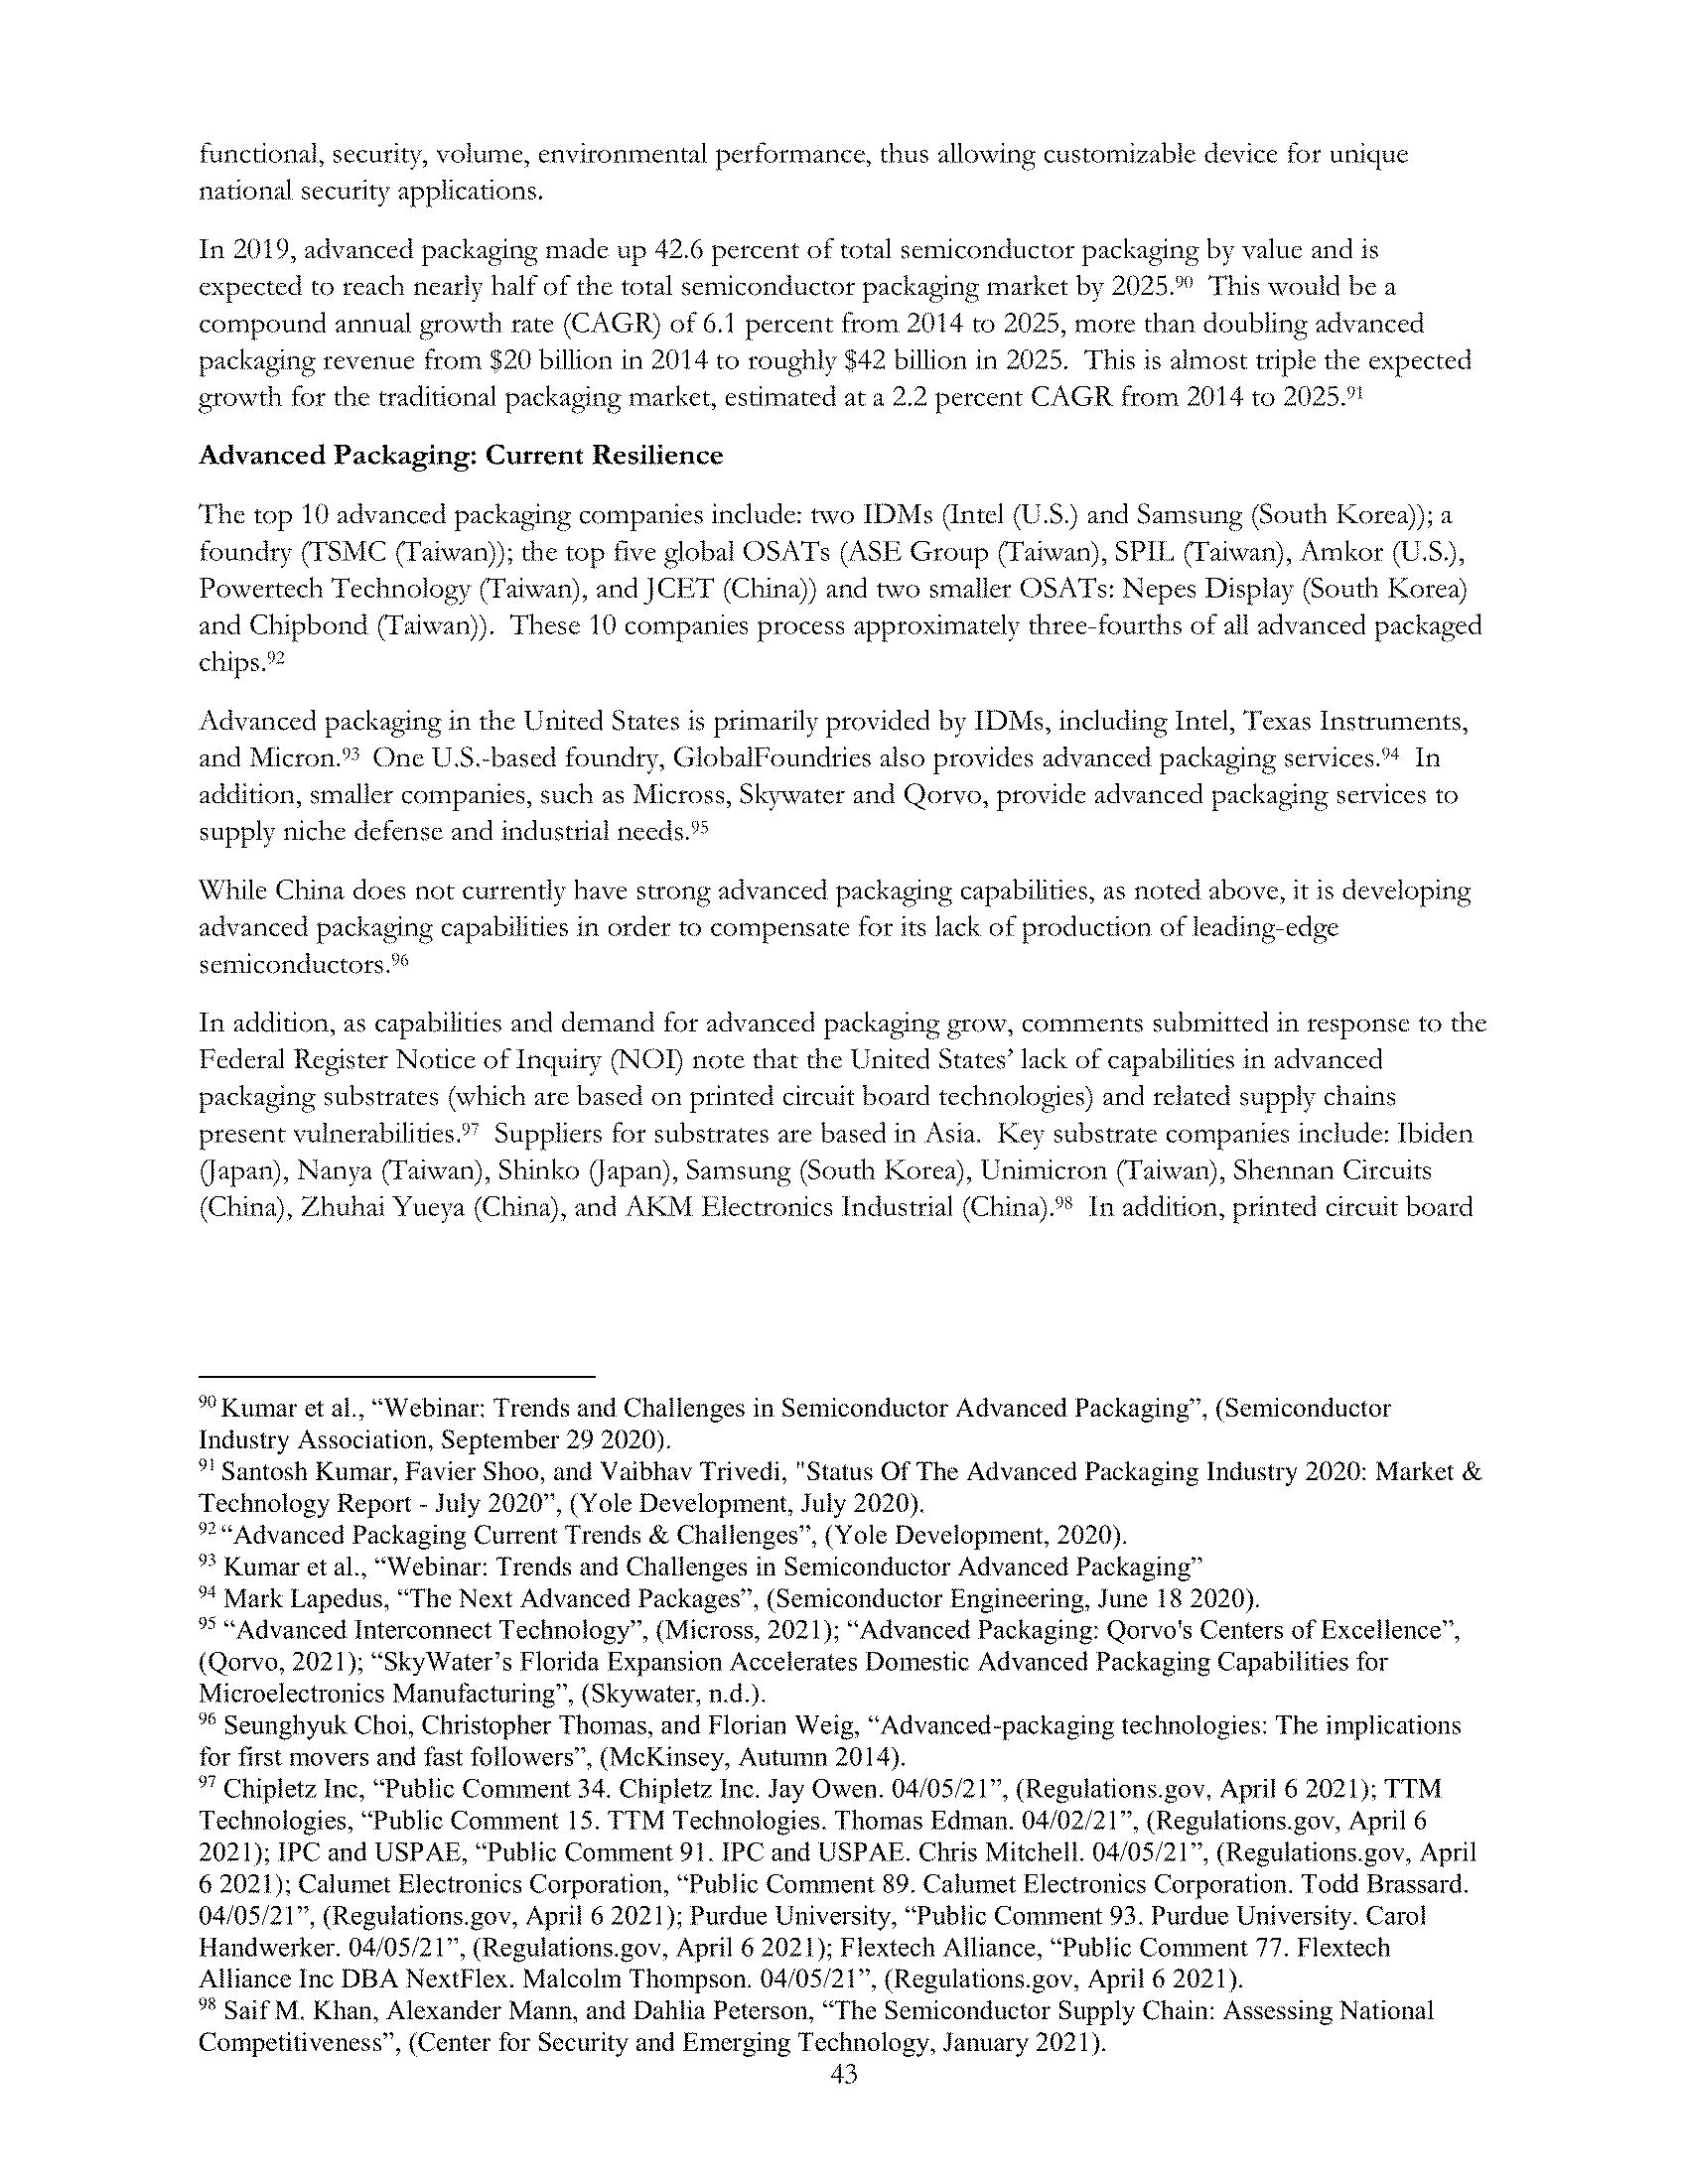 functional, security, volume, environmental performance, thus allowing customizable device for unique
national security applications.
In 2019, advanced packaging made up 42.6 percent of total semiconductor packaging by value and is
expected to reach nearly half of the total semiconductor packaging market by 2025.⁹⁰  This would be a
compound annual growth rate (CAGR) of 6.1 percent from 2014 to 2025, more than doubling advanced
packaging revenue from $20 billion in 2014 to roughly $42 billion in 2025.  This is almost triple the expected
growth for the traditional packaging market, estimated at a 2.2 percent CAGR from 2014 to 2025.⁹¹
Advanced Packaging: Current Resilience
The top 10 advanced packaging companies include: two IDMs (Intel (U.S.) and Samsung (South Korea)); a
foundry (TSMC (Taiwan)); the top five global OSATs (ASE Group (Taiwan), SPIL (Taiwan), Amkor (U.S.),
Powertech Technology (Taiwan), and JCET (China)) and two smaller OSATs: Nepes Display (South Korea)
and Chipbond (Taiwan)).  These 10 companies process approximately three-fourths of all advanced packaged
chips.⁹²
Advanced packaging in the United States is primarily provided by IDMs, including Intel, Texas Instruments,
and Micron.⁹³  One U.S.-based foundry, GlobalFoundries also provides advanced packaging services.⁹⁴  In
addition, smaller companies, such as Micross, Skywater and Qorvo, provide advanced packaging services to
supply niche defense and industrial needs.⁹⁵
While China does not currently have strong advanced packaging capabilities, as noted above, it is developing
advanced packaging capabilities in order to compensate for its lack of production of leading-edge
semiconductors.⁹⁶
In addition, as capabilities and demand for advanced packaging grow, comments submitted in response to the
Federal Register Notice of Inquiry (NOI) note that the United States’ lack of capabilities in advanced
packaging substrates (which are based on printed circuit board technologies) and related supply chains
present vulnerabilities.⁹⁷  Suppliers for substrates are based in Asia.  Key substrate companies include: Ibiden
(Japan), Nanya (Taiwan), Shinko (Japan), Samsung (South Korea), Unimicron (Taiwan), Shennan Circuits
(China), Zhuhai Yueya (China), and AKM Electronics Industrial (China).⁹⁸  In addition, printed circuit board
⁹⁰ Kumar et al., “Webinar: Trends and Challenges in Semiconductor Advanced Packaging”, (Semiconductor
Industry Association, September 29 2020).
⁹¹ Santosh Kumar, Favier Shoo, and Vaibhav Trivedi, "Status Of The Advanced Packaging Industry 2020: Market &
Technology Report - July 2020”, (Yole Development, July 2020).
⁹² “Advanced Packaging Current Trends & Challenges”, (Yole Development, 2020).
⁹³ Kumar et al., “Webinar: Trends and Challenges in Semiconductor Advanced Packaging”
⁹⁴ Mark Lapedus, “The Next Advanced Packages”, (Semiconductor Engineering, June 18 2020).
⁹⁵ “Advanced Interconnect Technology”, (Micross, 2021); “Advanced Packaging: Qorvo's Centers of Excellence”,
(Qorvo, 2021); “SkyWater’s Florida Expansion Accelerates Domestic Advanced Packaging Capabilities for
Microelectronics Manufacturing”, (Skywater, n.d.).
⁹⁶ Seunghyuk Choi, Christopher Thomas, and Florian Weig, “Advanced-packaging technologies: The implications
for first movers and fast followers”, (McKinsey, Autumn 2014).
⁹⁷ Chipletz Inc, “Public Comment 34. Chipletz Inc. Jay Owen. 04/05/21”, (Regulations.gov, April 6 2021); TTM
Technologies, “Public Comment 15. TTM Technologies. Thomas Edman. 04/02/21”, (Regulations.gov, April 6
2021); IPC and USPAE, “Public Comment 91. IPC and USPAE. Chris Mitchell. 04/05/21”, (Regulations.gov, April
6 2021); Calumet Electronics Corporation, “Public Comment 89. Calumet Electronics Corporation. Todd Brassard.
04/05/21”, (Regulations.gov, April 6 2021); Purdue University, “Public Comment 93. Purdue University. Carol
Handwerker. 04/05/21”, (Regulations.gov, April 6 2021); Flextech Alliance, “Public Comment 77. Flextech
Alliance Inc DBA NextFlex. Malcolm Thompson. 04/05/21”, (Regulations.gov, April 6 2021).
⁹⁸ Saif M. Khan, Alexander Mann, and Dahlia Peterson, “The Semiconductor Supply Chain: Assessing National
Competitiveness”, (Center for Security and Emerging Technology, January 2021).
43